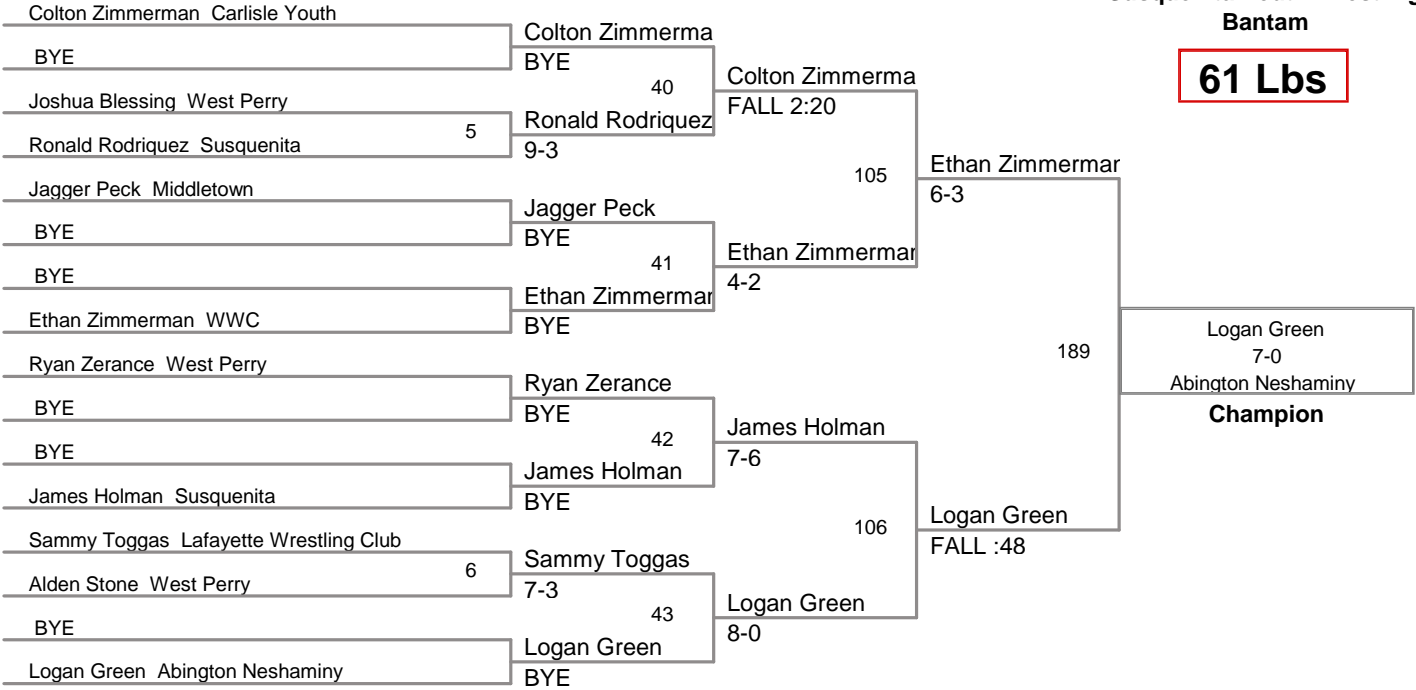 Bantam
61 Lbs
Colton Zimmerman Carlisle Youth
BYE
Joshua Blessing West Perry
5
Ronald Rodriquez Susquenita
Jagger Peck Middletown
BYE
BYE
Ethan Zimmerman WWC
Ryan Zerance West Perry
BYE
BYE
James Holman Susquenita
Sammy Toggas Lafayette Wrestling Club
6
Alden Stone West Perry
BYE
Logan Green Abington Neshaminy
Colton Zimmerma
BYE
40
Ronald Rodriquez
9-3
Jagger Peck
BYE
41
Ethan Zimmerman
BYE
Ryan Zerance
BYE
42
James Holman
BYE
Sammy Toggas
7-3
43
Logan Green
BYE
Colton Zimmerma
FALL 2:20
105
Ethan Zimmerman
4-2
James Holman
7-6
106
Logan Green
8-0
Ethan Zimmerman
6-3
189
Logan Green
FALL :48
Logan Green
7-0
Abington Neshaminy
Champion